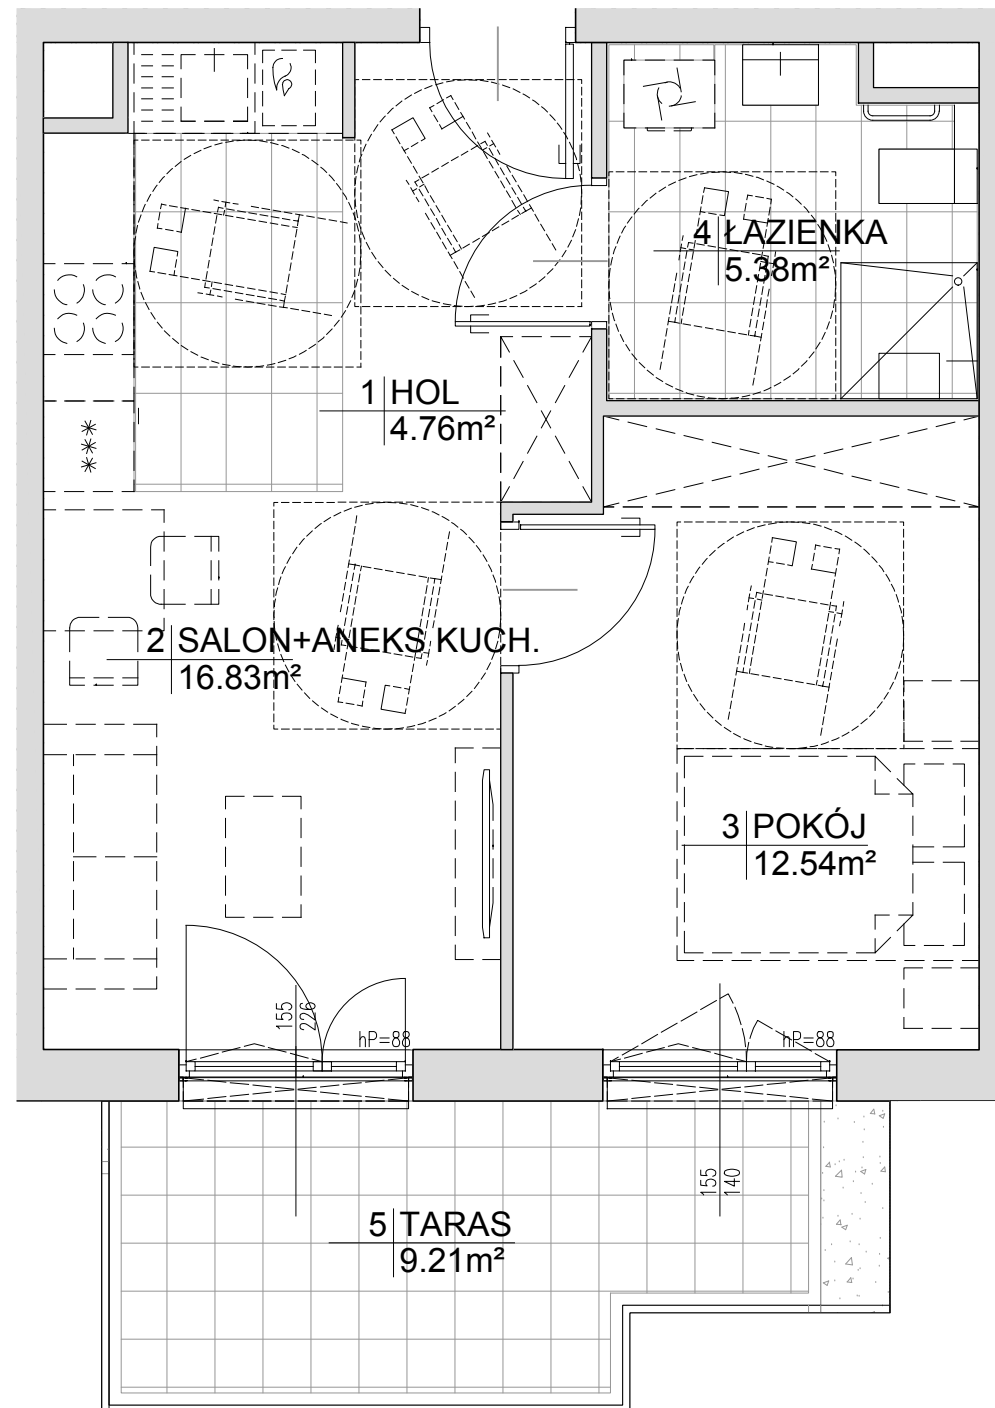 4 ŁAZIENKA
5.38m²
1 HOL
4.76m²
***
2 SALON+ANEKS KUCH.
16.83m²
3 POKÓJ
12.54m²
155
226
hP=88
hP=88
155
140
5 TARAS
9.21m²